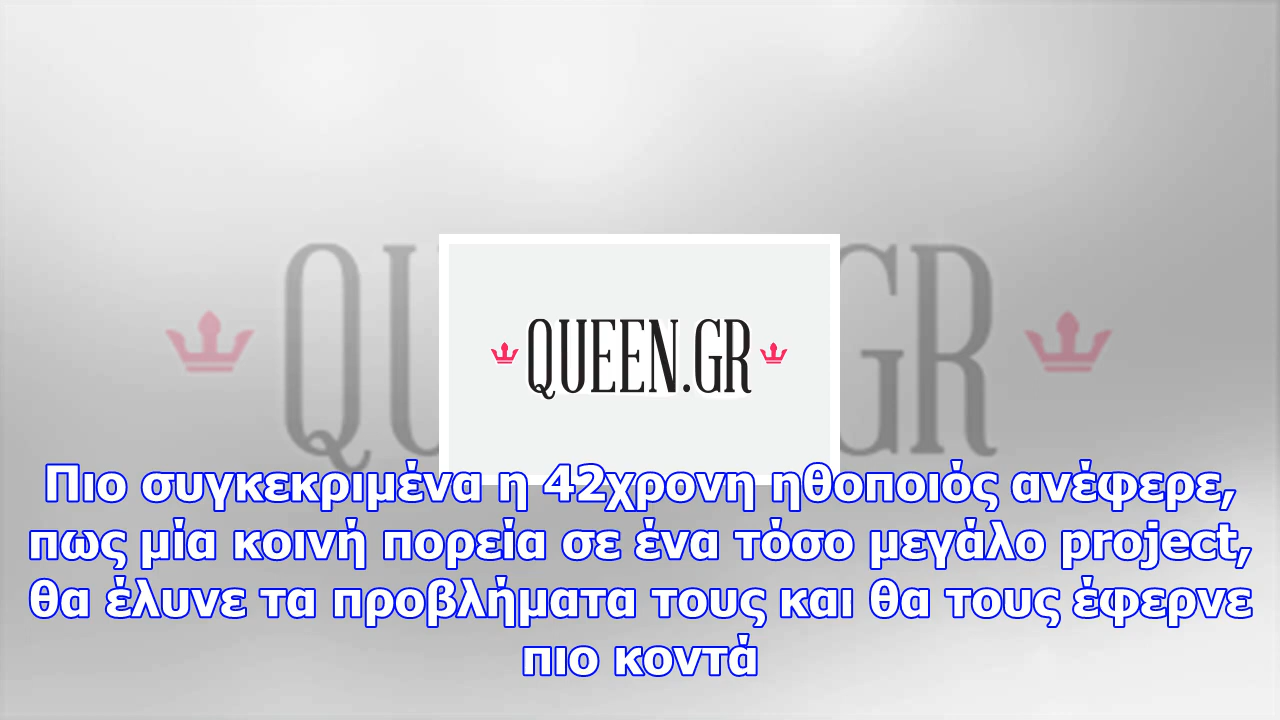 QUEEN.GR
Πιο συγκεκριμένα η 42χρονη ηθοποιός ανέφερε,
πως μία κοινή πορεία σε ένα τόσο μεγάλο project,
θα έλυνε τα προβλήματα τους και θα τους έφερνε
πιο κοντά